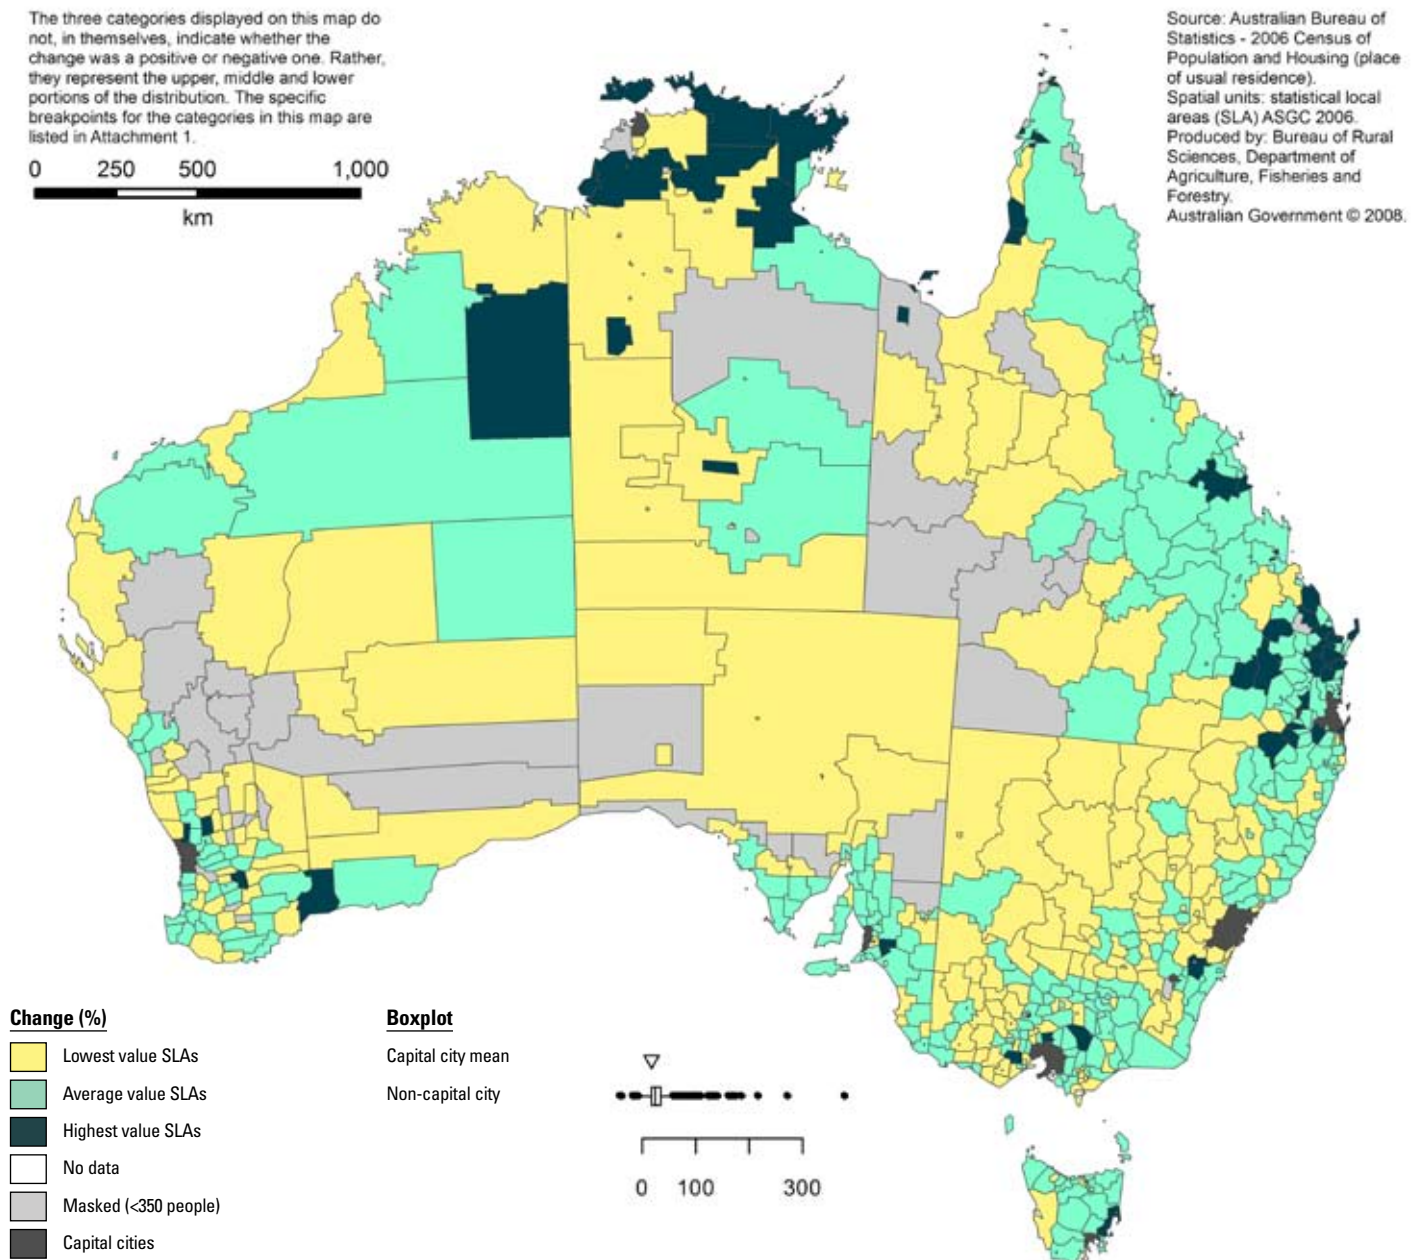 The three categories displayed on this map do
not, in themselves, indicate whether the
change was a positive or negative one. Rather,
they represent the upper, middle and lower
portions of the distribution. The specific
breakpoints for the categories in this map are
listed in Attachment 1.
0 250 500 1,000
km
Source: Australian Bureau of
Statistics - 2006 Census of
Population and Housing (place
of usual residence).
Spatial units: statistical local
areas (SLA) ASGC 2006.
Produced by: Bureau of Rural
Sciences, Department of
Agriculture, Fisheries and
Forestry.
Australian Government © 2008.
Change (%)
Lowest value SLAs
Average value SLAs
Highest value SLAs
No data
Masked (<350 people)
Capital cities
Boxplot
Capital city mean
Non-capital city
0 100 300